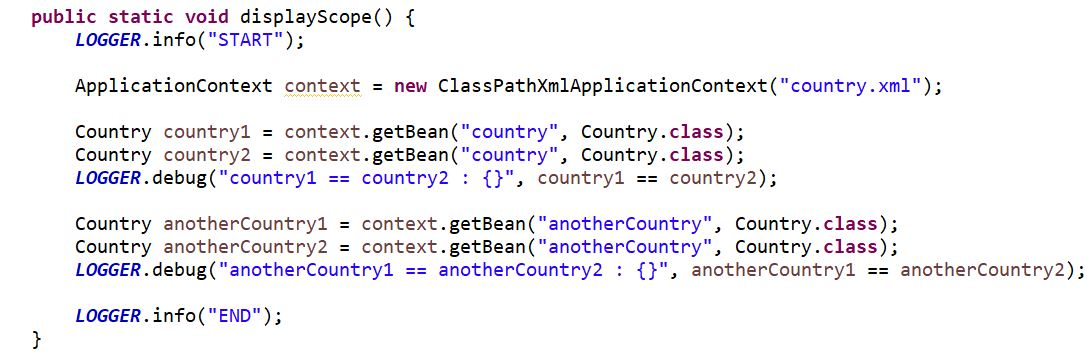 public static void displayScope() {
    LOGGER.info("START");

    ApplicationContext context = new ClassPathXmlApplicationContext("country.xml");

    Country country1 = context.getBean("country", Country.class);
    Country country2 = context.getBean("country", Country.class);
    LOGGER.debug("country1 == country2 : {}", country1 == country2);

    Country anotherCountry1 = context.getBean("anotherCountry", Country.class);
    Country anotherCountry2 = context.getBean("anotherCountry", Country.class);
    LOGGER.debug("anotherCountry1 == anotherCountry2 : {}", anotherCountry1 == anotherCountry2);

    LOGGER.info("END");
}